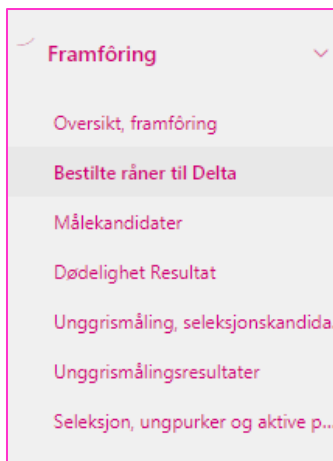 Framfôring
Oversikt, framfôring
Bestilte råner til Delta
Målekandidater
Dødelighet Resultat
Unggrismåling, seleksjonskandida.
Unggrismålingsresultater
Seleksjon, ungpurker og aktive p...